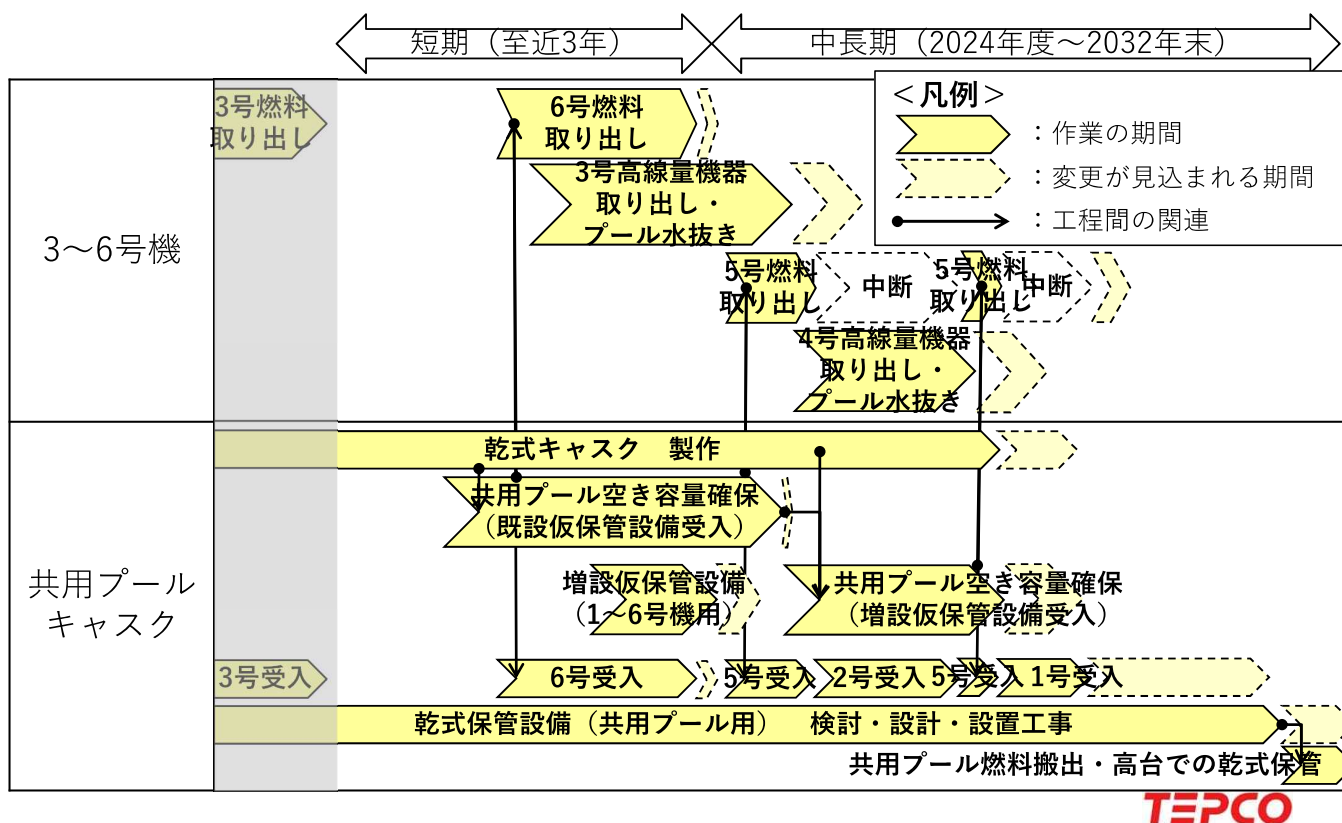 短期（至近3年）
中長期（2024年度～2032年末）
＜凡例＞
：作業の期間
：変更が見込まれる期間
：工程間の関連
3～6号機
3号燃料
取り出し
6号燃料
取り出し
3号高線量機器
取り出し・
プール水抜き
5号燃料
取り出し
中断
5号燃料
取り出し
中断
4号高線量機器
取り出し・
プール水抜き
共用プール
キャスク
乾式キャスク　製作
共用プール空き容量確保
（既設仮保管設備受入）
増設仮保管設備
（1～6号機用）
共用プール空き容量確保
（増設仮保管設備受入）
3号受入
6号受入
5号受入
2号受入
5号受入
1号受入
乾式保管設備（共用プール用）　検討・設計・設置工事
共用プール燃料搬出・高台での乾式保管
TEPCO